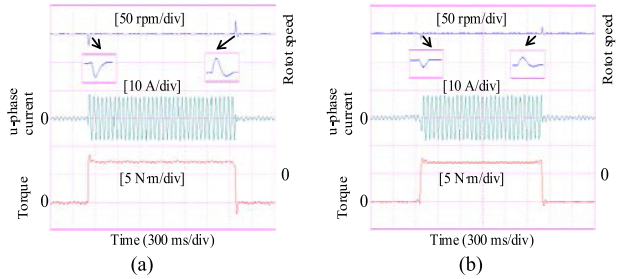 [50 rpm/div]
Rotot speed
[10 A/div]
u-phase
current
0
[5 N·m/div]
0
Torque
0
Time (300 ms/div)
(a)
[50 rpm/div]
Rotot speed
[10 A/div]
u-phase
current
0
[5 N·m/div]
0
Torque
0
Time (300 ms/div)
(b)